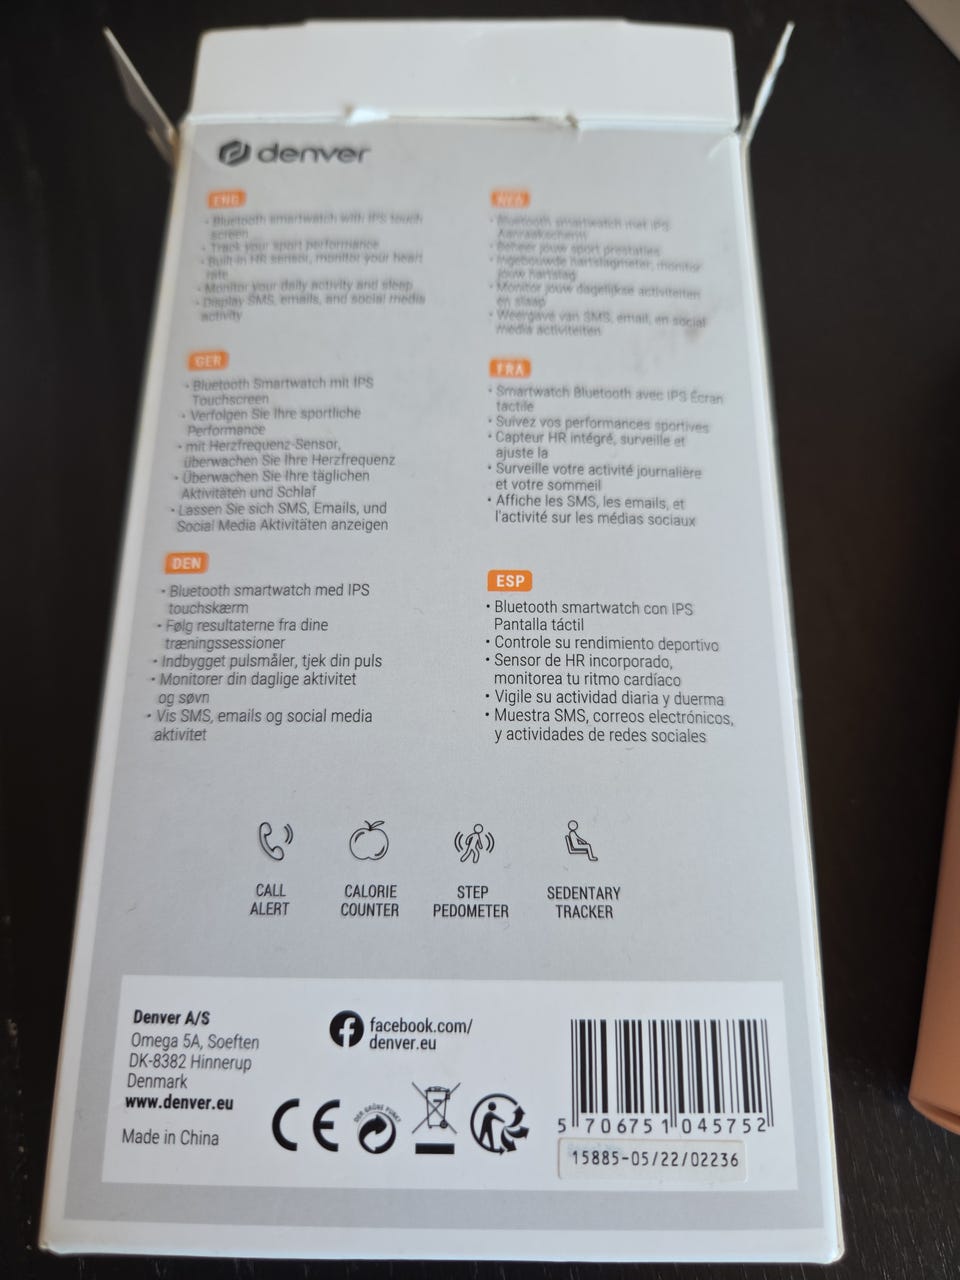 denver
ENG
• Bluetooth smartwatch with IPS touch
screen
• Track your sport performance
• Built-in HR sensor, monitor your heart
rate
• Monitor your daily activity and sleep
• Display SMS, emails, and social media
activity
NED
• Bluetooth smartwatch met IPS
Aanraakscherm
• Beheer jouw sport prestaties
• Ingebouwde hartslagmeter, monitor
jouw hartslag
• Monitor jouw dagelijkse activiteiten
en slaap
• Weergave van SMS, email, en social
media activiteiten
GER
• Bluetooth Smartwatch mit IPS
Touchscreen
• Verfolgen Sie Ihre sportliche
Performance
• mit Herzfrequenz-Sensor,
überwachen Sie Ihre Herzfrequenz
• Überwachen Sie Ihre täglichen
Aktivitäten und Schlaf
• Lassen Sie sich SMS, Emails, und
Social Media Aktivitäten anzeigen
FRA
• Smartwatch Bluetooth avec IPS Écran
tactile
• Suivez vos performances sportives
• Capteur HR intégré, surveille et
ajuste la
• Surveille votre activité journalière
et votre sommeil
• Affiche les SMS, les emails, et
l'activité sur les médias sociaux
DEN
• Bluetooth smartwatch med IPS
touchskærm
• Følg resultaterne fra dine
træningssessioner
• Indbygget pulsmåler, tjek din puls
• Monitorer din daglige aktivitet
og søvn
• Vis SMS, emails og social media
aktivitet
ESP
• Bluetooth smartwatch con IPS
Pantalla táctil
• Controle su rendimiento deportivo
• Sensor de HR incorporado,
monitorea tu ritmo cardíaco
• Vigile su actividad diaria y duerma
• Muestra SMS, correos electrónicos,
y actividades de redes sociales
CALL
ALERT
CALORIE
COUNTER
STEP
PEDOMETER
SEDENTARY
TRACKER
Denver A/S
Omega 5A, Soeften
DK-8382 Hinnerup
Denmark
www.denver.eu
Made in China
facebook.com/
denver.eu
CE
DER GRÜNE PUNKT
5 706751 045752
15885-05/22/02236